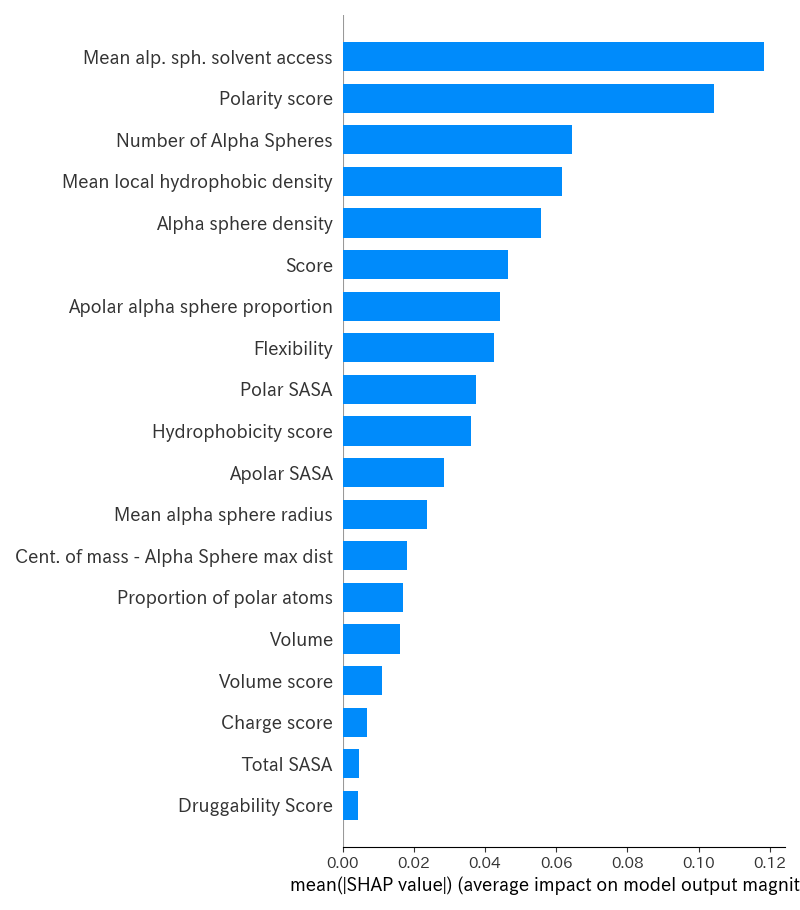 Mean alp. sph. solvent access
Polarity score
Number of Alpha Spheres
Mean local hydrophobic density
Alpha sphere density
Score
Apolar alpha sphere proportion
Flexibility
Polar SASA
Hydrophobicity score
Apolar SASA
Mean alpha sphere radius
Cent. of mass - Alpha Sphere max dist
Proportion of polar atoms
Volume
Volume score
Charge score
Total SASA
Druggability Score
0.00 0.02 0.04 0.06 0.08 0.10 0.12
mean(|SHAP value|) (average impact on model output magnit